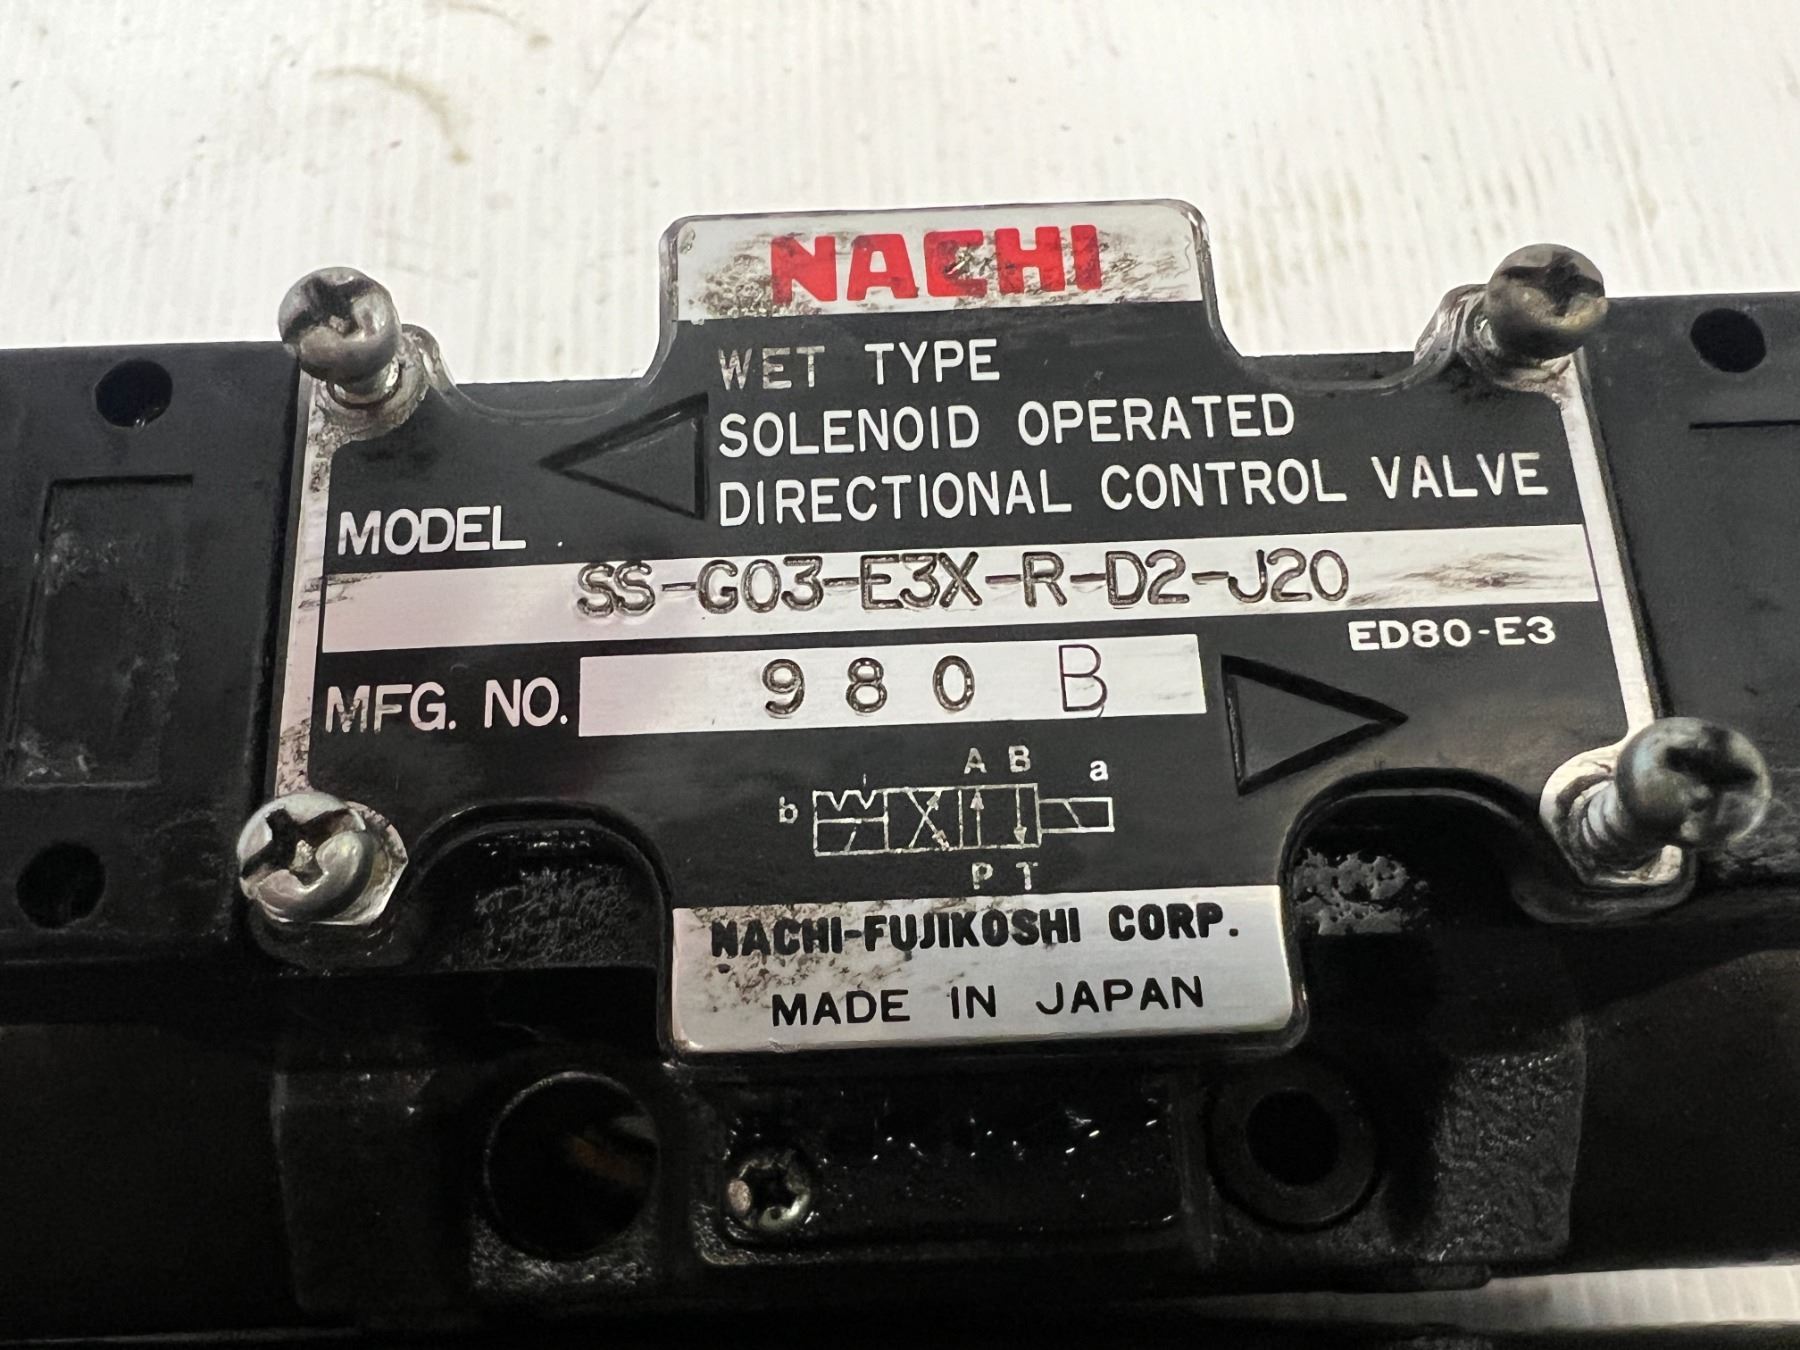 NACHI
WET TYPE
SOLENOID OPERATED
DIRECTIONAL CONTROL VALVE
MODEL
SS-G03-E3X-R-D2-J20
ED80-E3
MFG. NO. 980 B
A B
a
b
P T
NACHI-FUJIKOSHI CORP.
MADE IN JAPAN